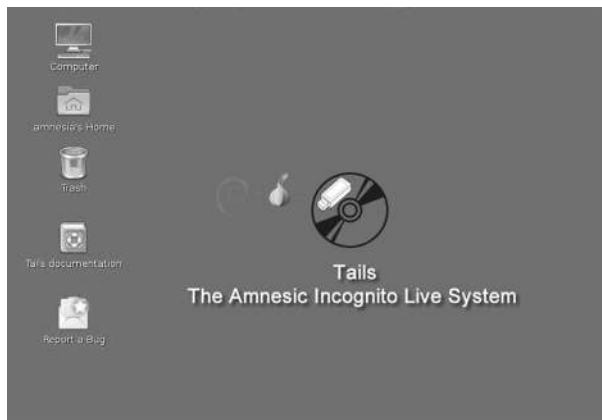 Computer
amnesia's Home
Trash
Tails documentation
Report a Bug
Tails
The Amnesic Incognito Live System